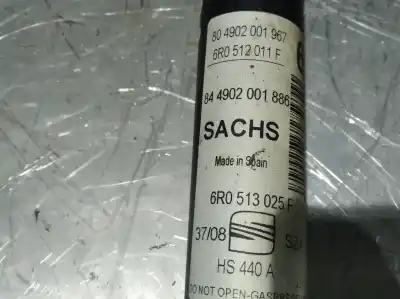 80 4902 001 967
6R0 512 011 F
84 4902 001 886
SACHS
Made in Spain
6R0 513 025 F
37/08
HS 440 A
DO NOT OPEN-GASPR